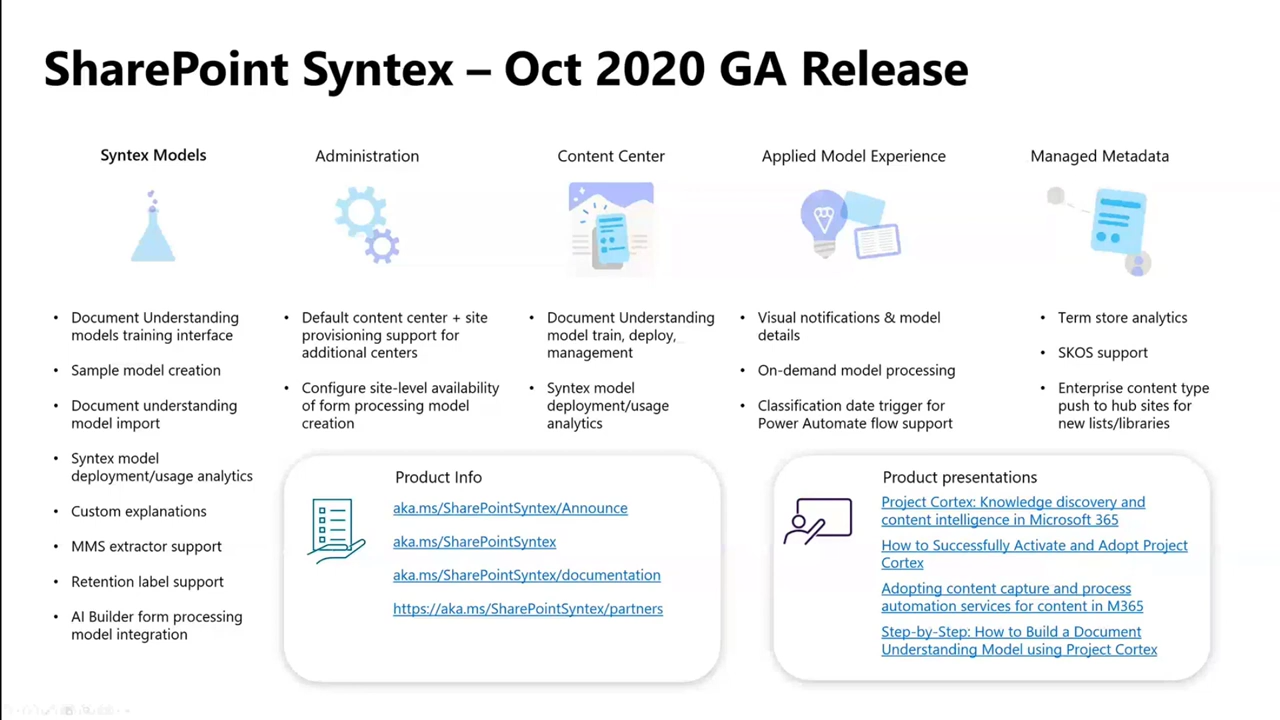 SharePoint Syntex – Oct 2020 GA Release
Syntex Models
• Document Understanding
models training interface
• Sample model creation
• Document understanding
model import
• Syntex model
deployment/usage analytics
• Custom explanations
• MMS extractor support
• Retention label support
• AI Builder form processing
model integration
Administration
• Default content center + site
provisioning support for
additional centers
• Configure site-level availability
of form processing model
creation
Content Center
• Document Understanding
model train, deploy,
management
• Syntex model
deployment/usage
analytics
Applied Model Experience
• Visual notifications & model
details
• On-demand model processing
• Classification date trigger for
Power Automate flow support
Managed Metadata
• Term store analytics
• SKOS support
• Enterprise content type
push to hub sites for
new lists/libraries
Product Info
aka.ms/SharePointSyntex/Announce
aka.ms/SharePointSyntex
aka.ms/SharePointSyntex/documentation
https://aka.ms/SharePointSyntex/partners
Product presentations
Project Cortex: Knowledge discovery and
content intelligence in Microsoft 365
How to Successfully Activate and Adopt Project
Cortex
Adopting content capture and process
automation services for content in M365
Step-by-Step: How to Build a Document
Understanding Model using Project Cortex